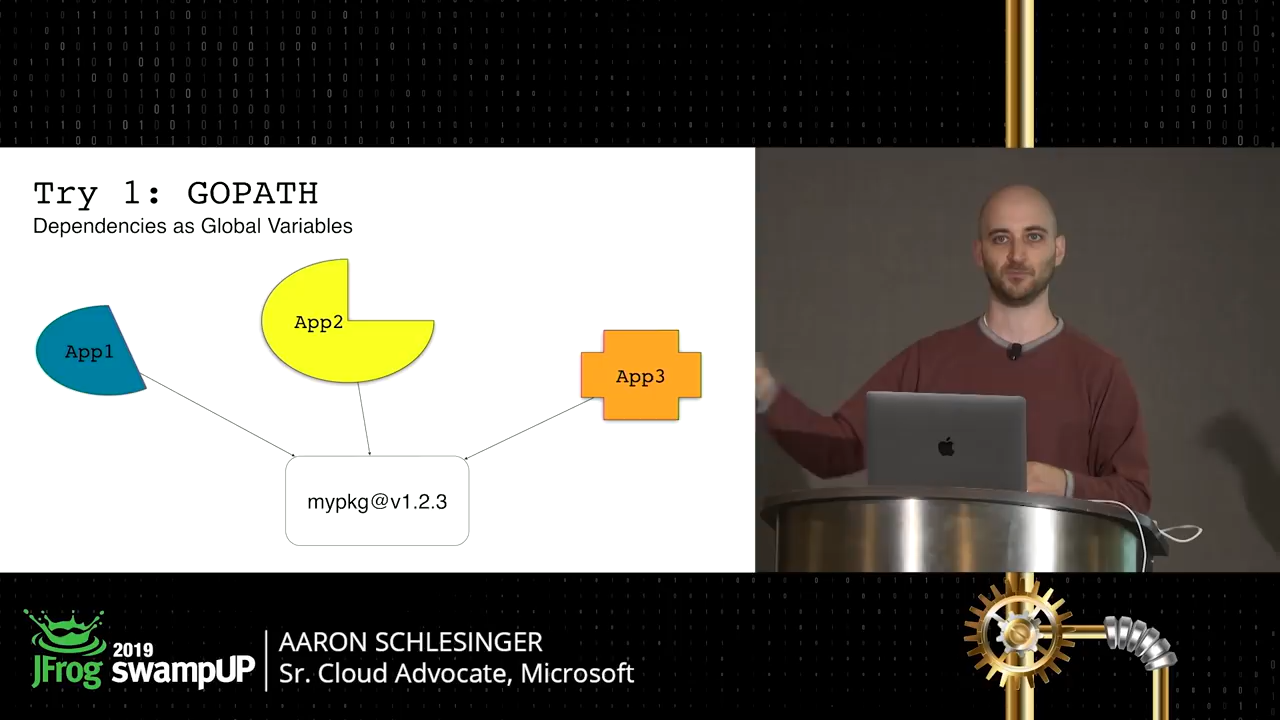 Try 1: GOPATH
Dependencies as Global Variables
App1
App2
App3
mypkg@v1.2.3
JFrog
2019
swampUP
AARON SCHLESINGER
Sr. Cloud Advocate, Microsoft